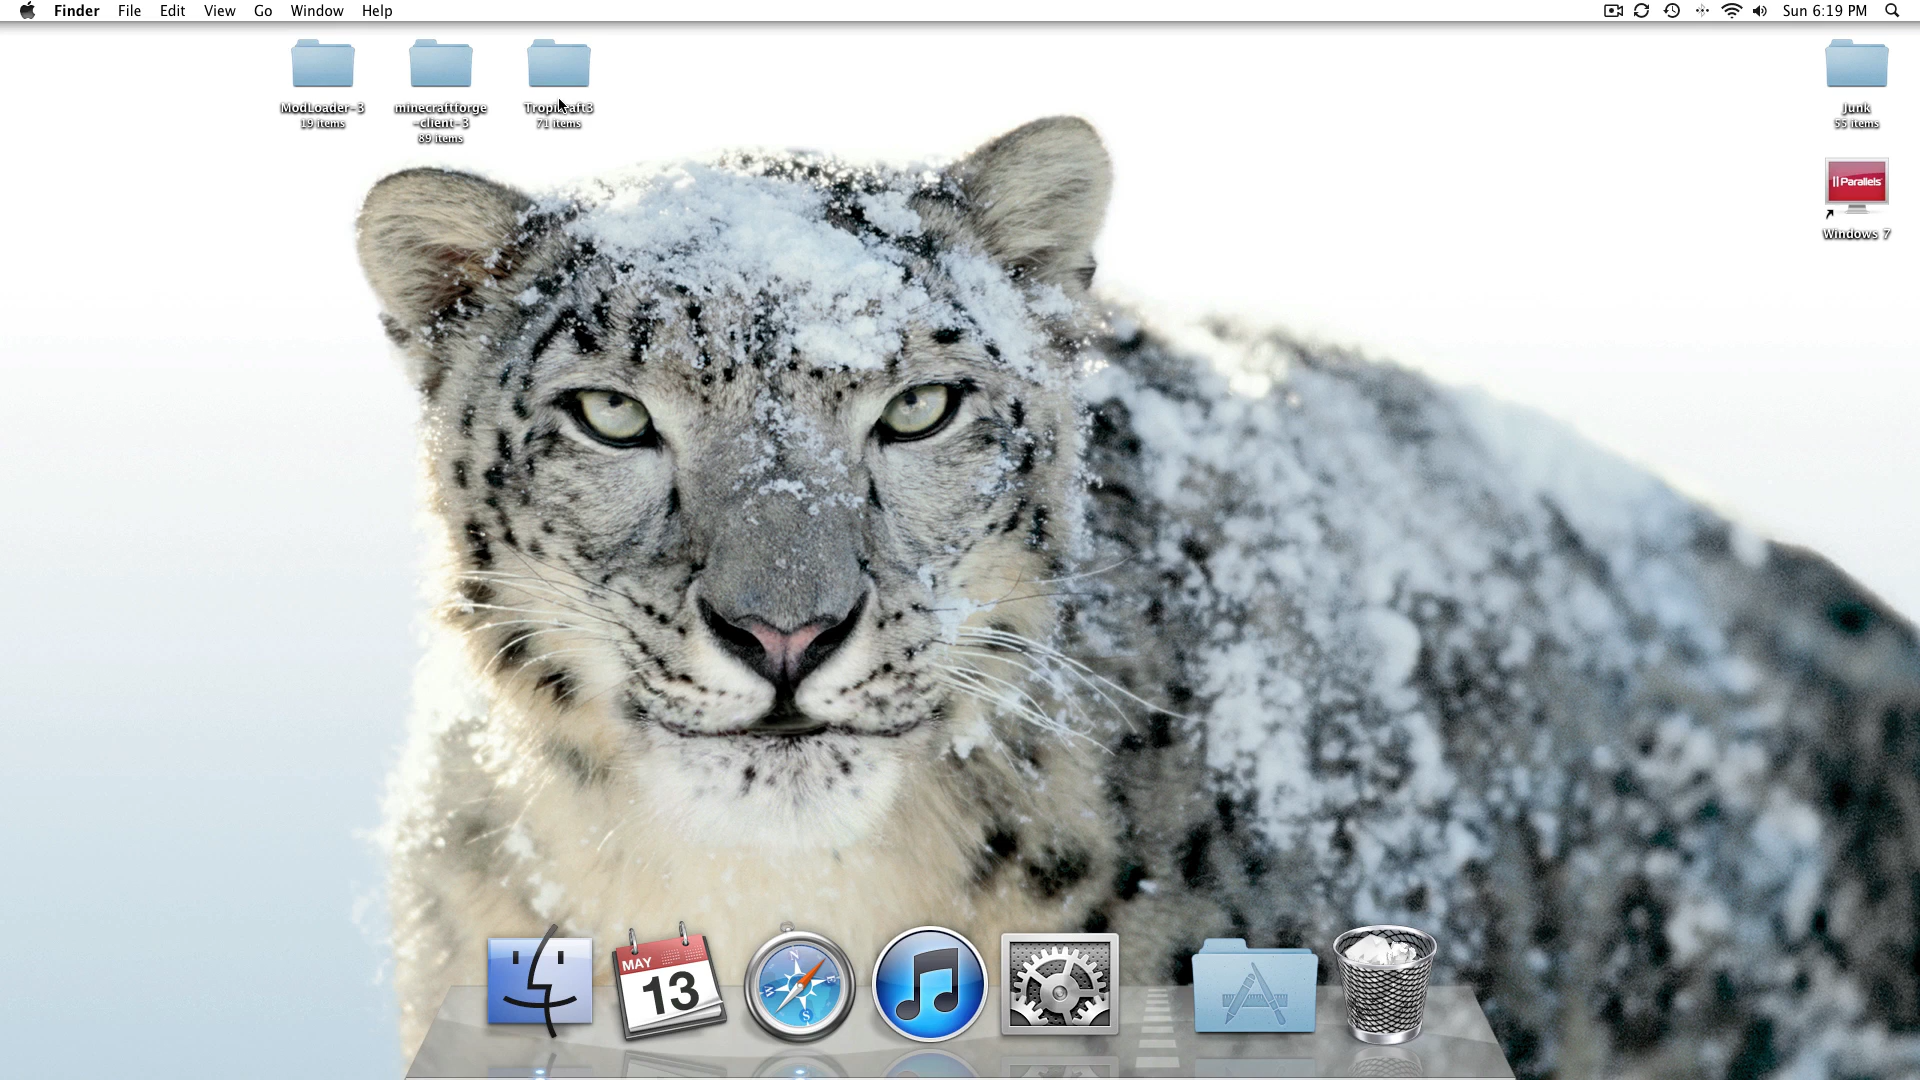 Finder File Edit View Go Window Help
Sun 6:19 PM
ModLoader-3
19 items
minecraftforge
-client-3
89 items
Tropicraft3
71 items
Junk
55 items
Parallels
Windows 7
MAY
13
N
E
S
W